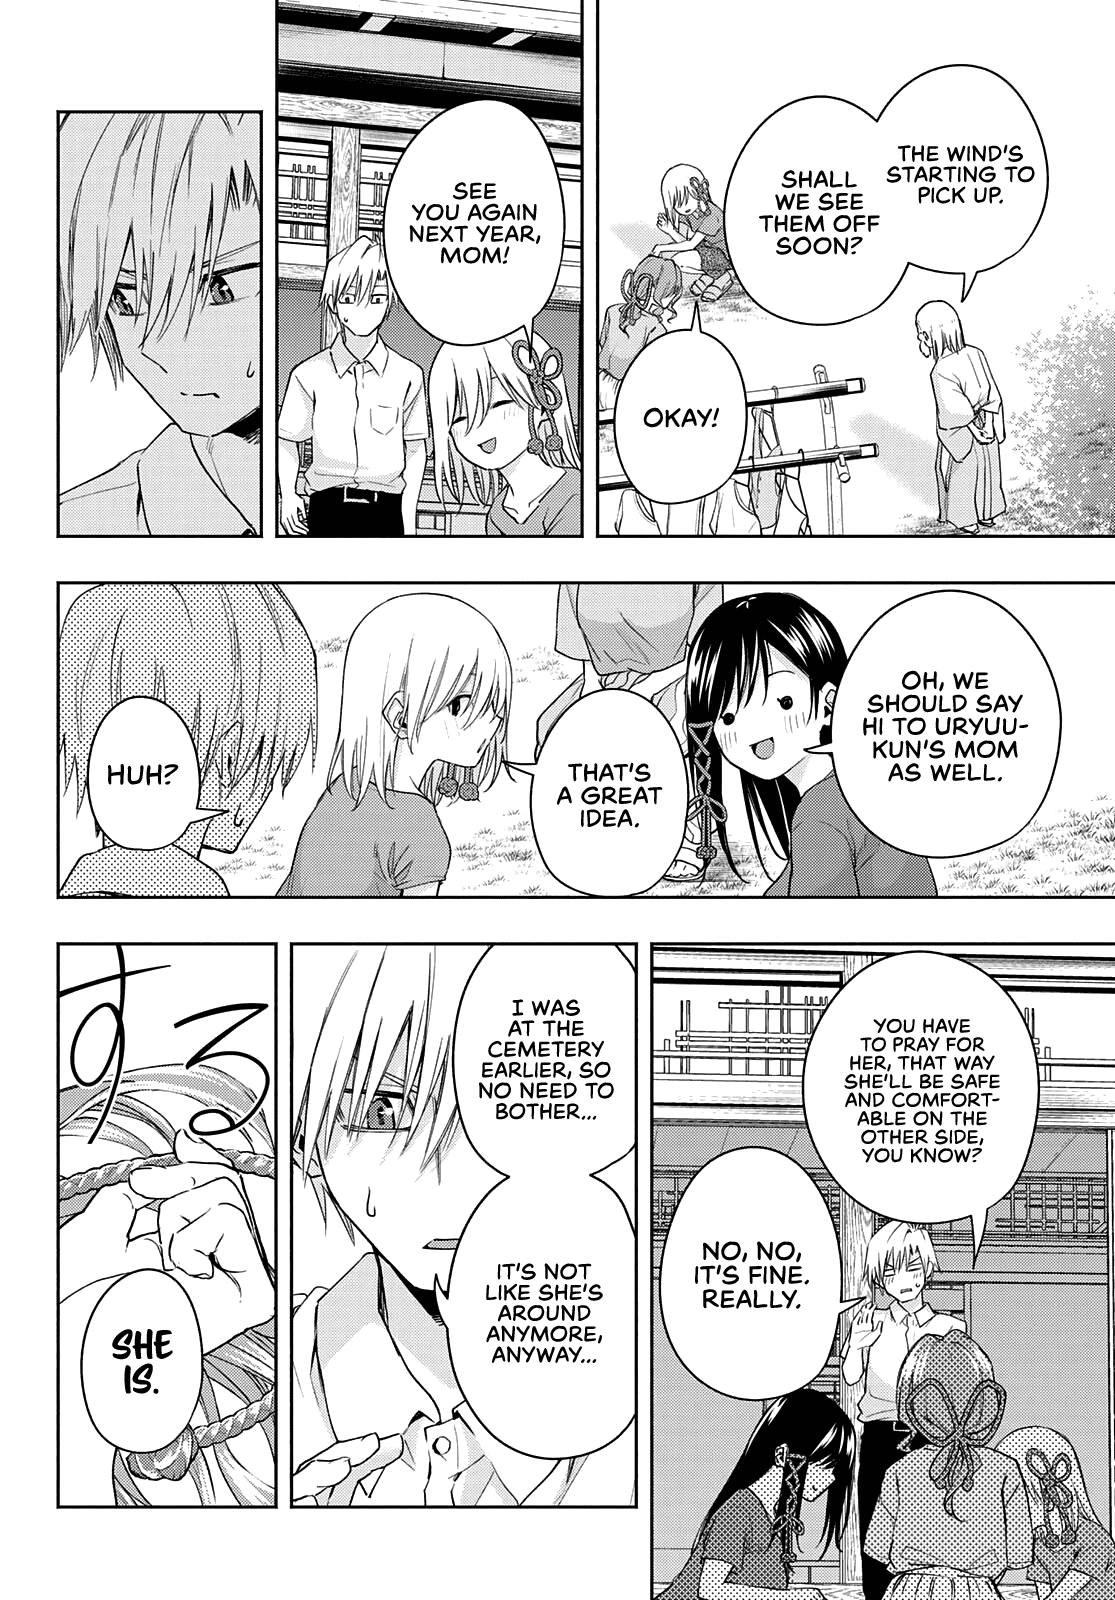 THE WIND'S
STARTING TO
PICK UP.
SHALL
WE SEE
THEM OFF
SOON?
OKAY!
SEE
YOU AGAIN
NEXT YEAR,
MOM!
OH, WE
SHOULD SAY
HI TO URYUU-
KUN'S MOM
AS WELL.
THAT'S
A GREAT
IDEA.
HUH?
YOU HAVE
TO PRAY FOR
HER, THAT WAY
SHE'LL BE SAFE
AND COMFORT-
ABLE ON THE
OTHER SIDE,
YOU KNOW?
NO, NO,
IT'S FINE.
REALLY.
I WAS
AT THE
CEMETERY
EARLIER, SO
NO NEED TO
BOTHER...
IT'S NOT
LIKE SHE'S
AROUND
ANYMORE,
ANYWAY...
する
SHE
IS.